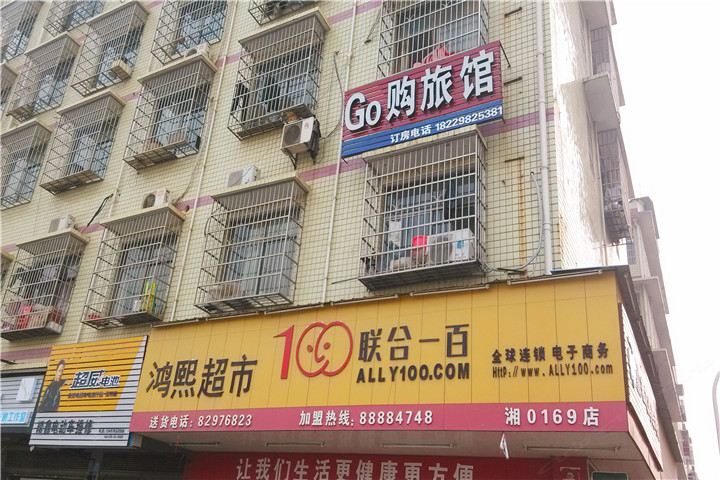 Go购旅馆
订房电话 18229825381
鸿熙超市
100
联合一百
ALLY100.COM
全球连锁 电子商务
Http://www.ALLY100.com
送货电话:82976823
加盟热线:88884748
湘0169店
超威电池
让我们生活更健康更方便